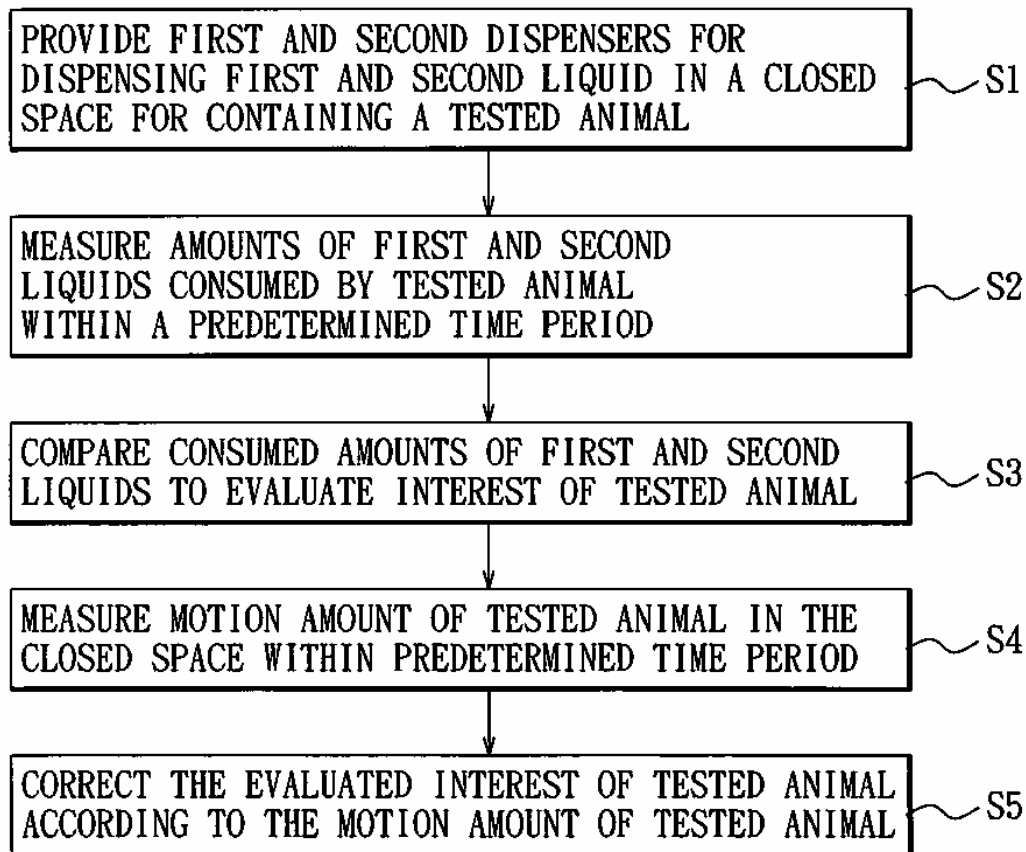 PROVIDE FIRST AND SECOND DISPENSERS FOR
DISPENSING FIRST AND SECOND LIQUID IN A CLOSED
SPACE FOR CONTAINING A TESTED ANIMAL
S1
MEASURE AMOUNTS OF FIRST AND SECOND
LIQUIDS CONSUMED BY TESTED ANIMAL
WITHIN A PREDETERMINED TIME PERIOD
S2
COMPARE CONSUMED AMOUNTS OF FIRST AND SECOND
LIQUIDS TO EVALUATE INTEREST OF TESTED ANIMAL
S3
MEASURE MOTION AMOUNT OF TESTED ANIMAL IN THE
CLOSED SPACE WITHIN PREDETERMINED TIME PERIOD
S4
CORRECT THE EVALUATED INTEREST OF TESTED ANIMAL
ACCORDING TO THE MOTION AMOUNT OF TESTED ANIMAL
S5